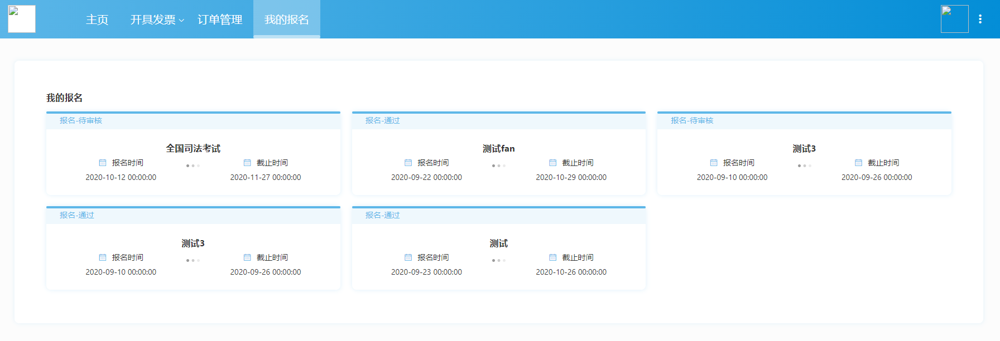 主页 开具发票 订单管理 我的报名
我的报名
报名-待审核
全国司法考试
报名时间 截止时间
2020-10-12 00:00:00 2020-11-27 00:00:00
报名-通过
测试fan
报名时间 截止时间
2020-09-22 00:00:00 2020-10-29 00:00:00
报名-待审核
测试3
报名时间 截止时间
2020-09-10 00:00:00 2020-09-26 00:00:00
报名-通过
测试3
报名时间 截止时间
2020-09-10 00:00:00 2020-09-26 00:00:00
报名-通过
测试
报名时间 截止时间
2020-09-23 00:00:00 2020-10-26 00:00:00